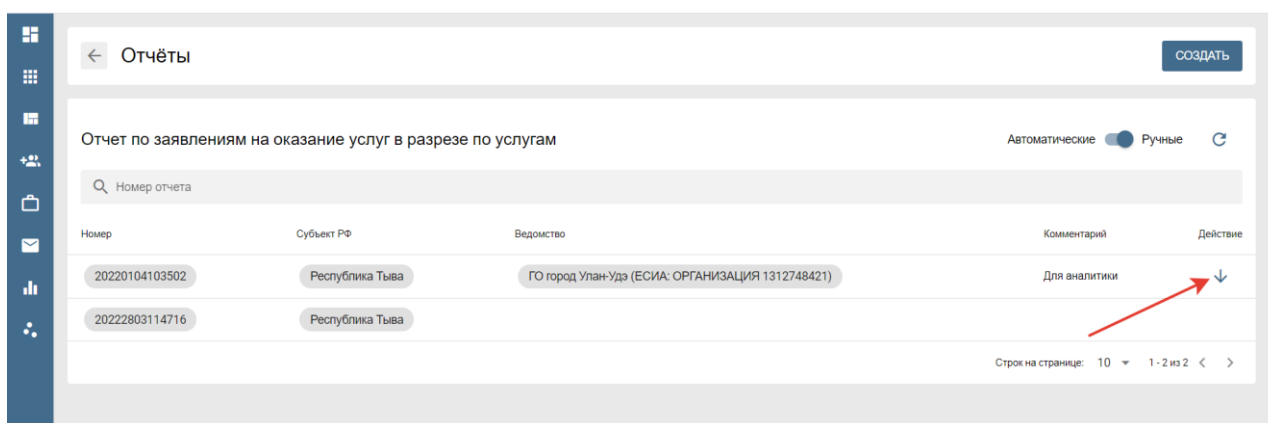 Отчёты
СОЗДАТЬ
Отчет по заявлениям на оказание услуг в разрезе по услугам
Автоматические Ручные
Номер отчета
Номер Субъект РФ Ведомство Комментарий Действие
20220104103502 Республика Тыва ГО город Улан-Удэ (ЕСИА: ОРГАНИЗАЦИЯ 1312748421) Для аналитики
20222803114716 Республика Тыва
Строк на странице: 10 1 - 2 из 2